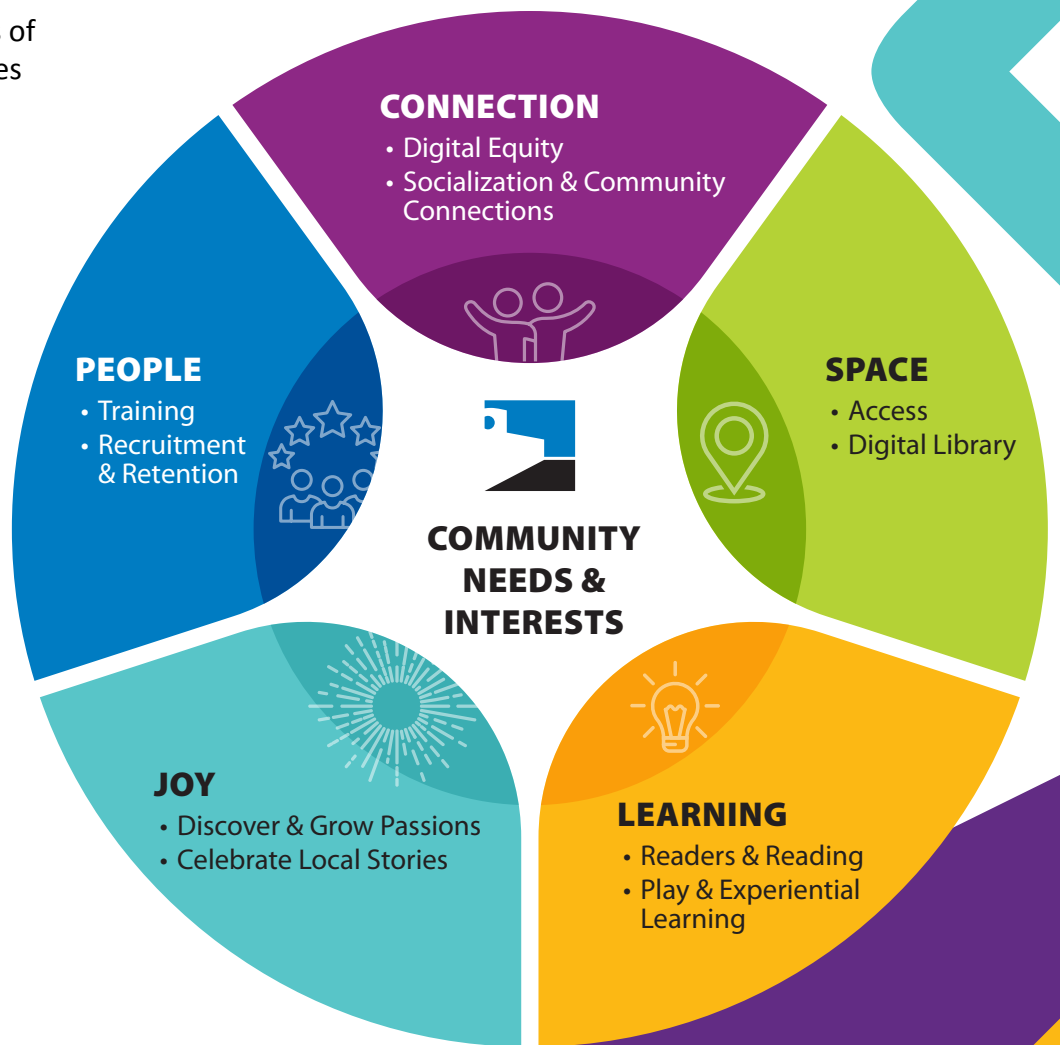 of
es
CONNECTION
• Digital Equity
• Socialization & Community
Connections
PEOPLE
• Training
• Recruitment
& Retention
SPACE
• Access
• Digital Library
COMMUNITY
NEEDS &
INTERESTS
JOY
• Discover & Grow Passions
• Celebrate Local Stories
LEARNING
• Readers & Reading
• Play & Experiential
Learning